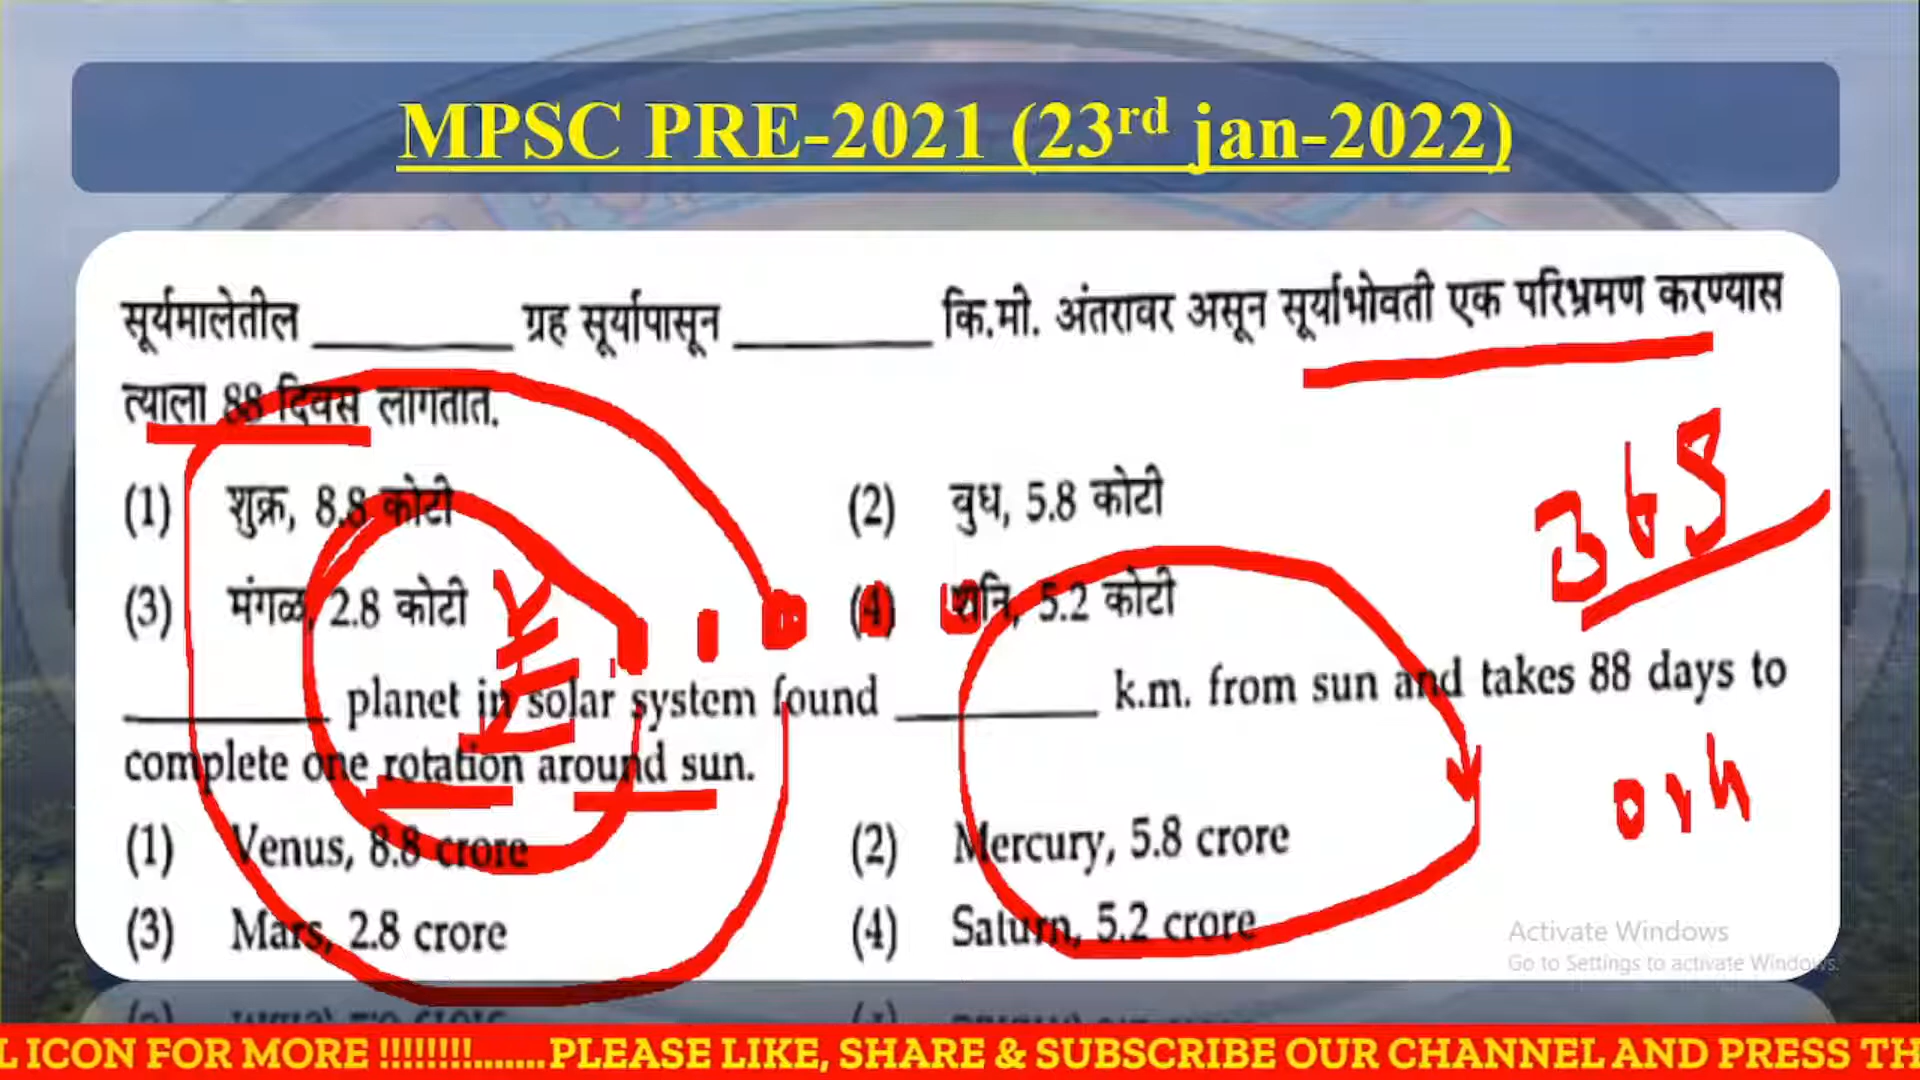 MPSC PRE-2021 (23rd jan-2022)
सूर्यमालेतील ________ ग्रह सूर्यापासून ________ कि.मी. अंतरावर असून सूर्याभोवती एक परिभ्रमण करण्यास
त्याला 88 दिवस लागतात.
(1) शुक्र, 8.8 कोटी (2) बुध, 5.8 कोटी
(3) मंगळ, 2.8 कोटी (4) शनि, 5.2 कोटी
365
________ planet in solar system found ________ k.m. from sun and takes 88 days to
complete one rotation around sun.
(1) Venus, 8.8 crore (2) Mercury, 5.8 crore
(3) Mars, 2.8 crore (4) Saturn, 5.2 crore
Activate Windows
Go to Settings to activate Windows.
L ICON FOR MORE !!!!!!!!!.......PLEASE LIKE, SHARE & SUBSCRIBE OUR CHANNEL AND PRESS TH